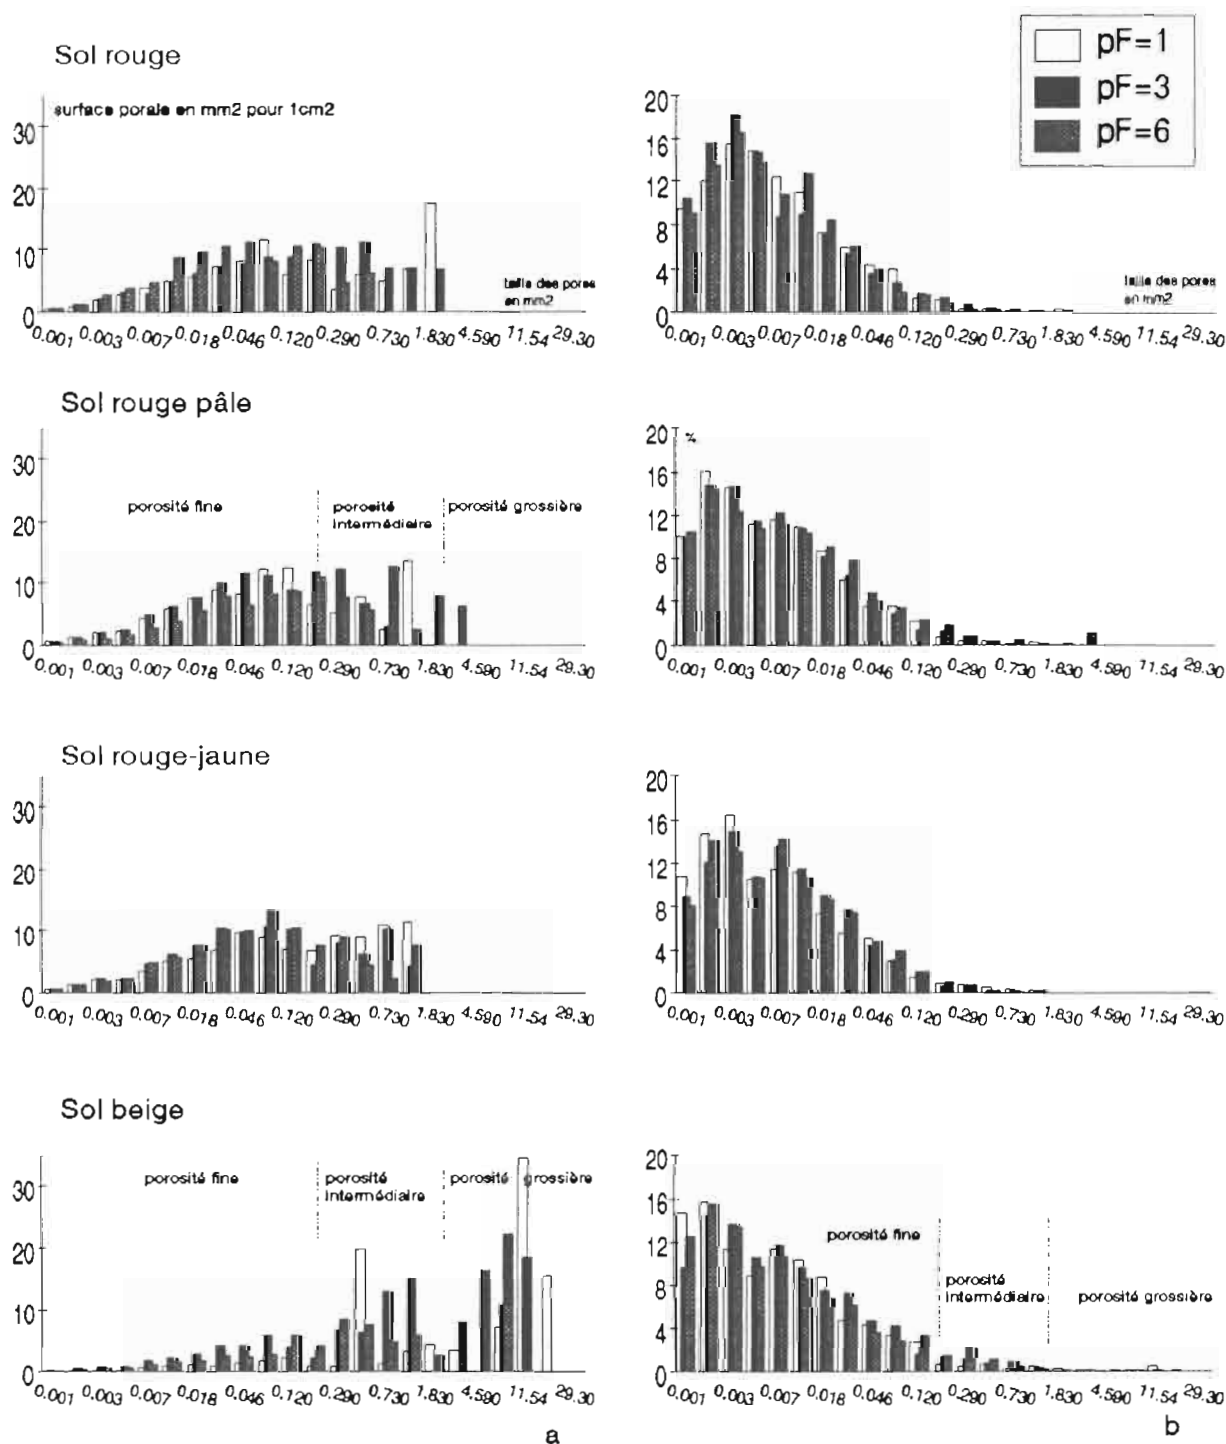 Sol rouge
surface porale en mm2 pour 1cm2
30
20
10
0
0.001 0.003 0.007 0.018 0.046 0.120 0.290 0.730 1.830 4.590 11.54 29.30
taille des pores
en mm2
pF=1
pF=3
pF=6
20
16
12
8
4
0
0.001 0.003 0.007 0.018 0.046 0.120 0.290 0.730 1.830 4.590 11.54 29.30
taille des pores
en mm2
Sol rouge pâle
30
20
10
0
porosité fine
porosité
intermédiaire
porosité grossière
0.001 0.003 0.007 0.018 0.046 0.120 0.290 0.730 1.830 4.590 11.54 29.30
20
16
12
8
4
0
%
0.001 0.003 0.007 0.018 0.046 0.120 0.290 0.730 1.830 4.590 11.54 29.30
Sol rouge-jaune
30
20
10
0
0.001 0.003 0.007 0.018 0.046 0.120 0.290 0.730 1.830 4.590 11.54 29.30
20
16
12
8
4
0
0.001 0.003 0.007 0.018 0.046 0.120 0.290 0.730 1.830 4.590 11.54 29.30
Sol beige
30
20
10
0
porosité fine
porosité
intermédiaire
porosité grossière
0.001 0.003 0.007 0.018 0.046 0.120 0.290 0.730 1.830 4.590 11.54 29.30
a
20
16
12
8
4
0
porosité fine
porosité
intermédiaire
porosité grossière
0.001 0.003 0.007 0.018 0.046 0.120 0.290 0.730 1.830 4.590 11.54 29.30
b